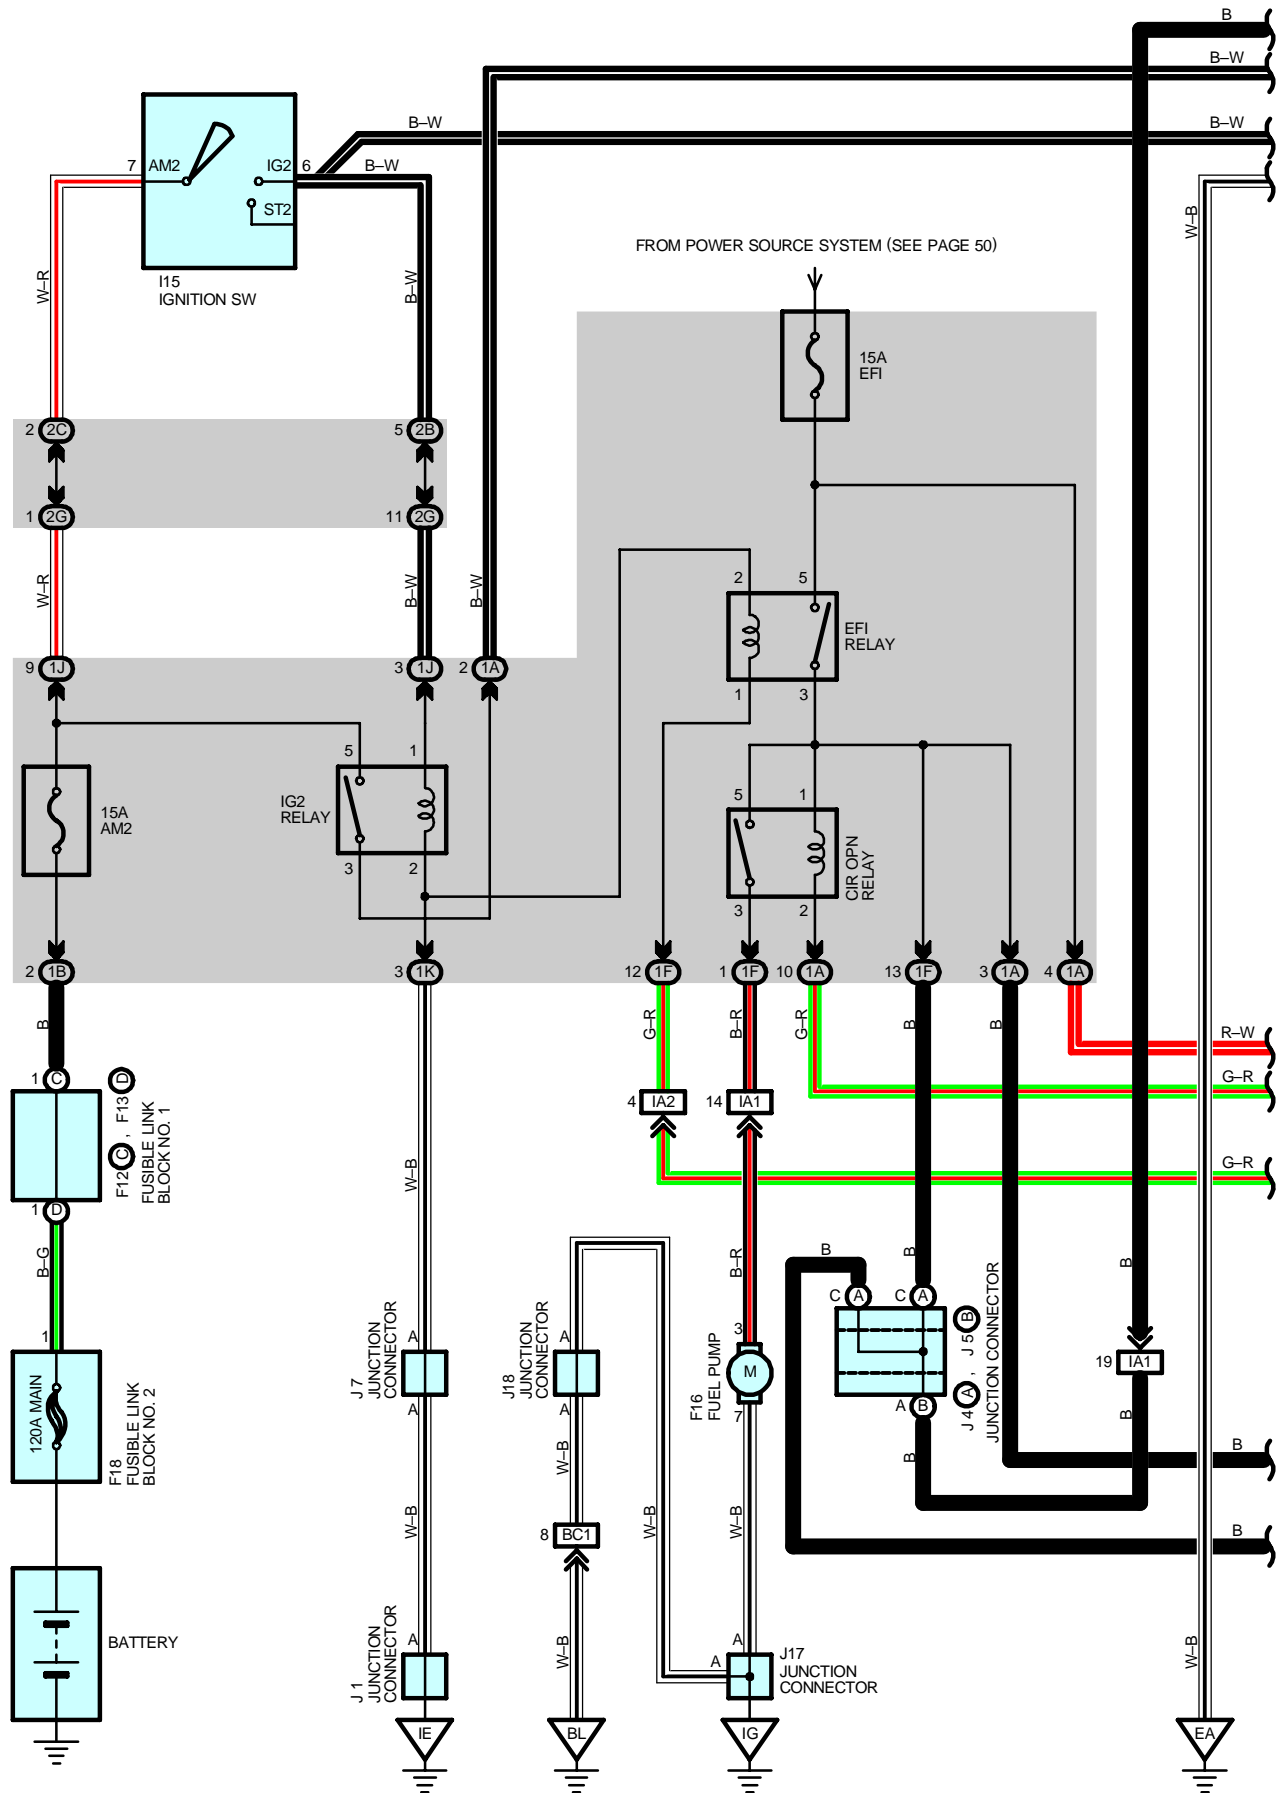 B
B–W
B–W
B–W
7 AM2
IG2 6
B–W
ST2
I15
IGNITION SW
W–R
B–W
W–B
FROM POWER SOURCE SYSTEM (SEE PAGE 50)
15A
EFI
2 2C
5 2B
1 2G
11 2G
W–R
B–W
B–W
2 5
EFI
RELAY
1 3
9 1J
3 1J
2 1A
5 1
IG2
RELAY
3 2
15A
AM2
5 1
CIR OPN
RELAY
3 2
2 1B
3 1K
12 1F
1 1F
10 1A
13 1F
3 1A
4 1A
B
G–R
B–R
G–R
B
B
R–W
G–R
1 C
F12 C , F13 D
FUSIBLE LINK
BLOCK NO. 1
4 IA2
14 IA1
G–R
W–B
1 D
B–G
B–R
B
B
B
C A
C A
1
A
J 7
JUNCTION
CONNECTOR
A
A
J18
JUNCTION
CONNECTOR
A
3
M
F16
FUEL PUMP
7
A B
J 4 A , J 5 B
JUNCTION CONNECTOR
19 IA1
B
120A MAIN
F18
FUSIBLE LINK
BLOCK NO. 2
B
B
W–B
W–B
W–B
W–B
8 BC1
B
BATTERY
A
J 1
JUNCTION
CONNECTOR
W–B
A
A
J17
JUNCTION
CONNECTOR
W–B
IE
BL
IG
EA